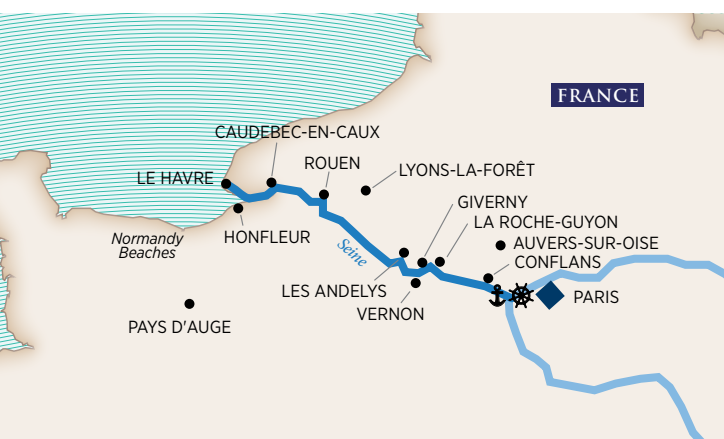 FRANCE
CAUDEBEC-EN-CAUX
ROUEN
LYONS-LA-FORÊT
LE HAVRE
GIVERNY
LA ROCHE-GUYON
Normandy
Beaches
HONFLEUR
Seine
AUVERS-SUR-OISE
CONFLANS
LES ANDELYS
PARIS
VERNON
PAYS D'AUGE